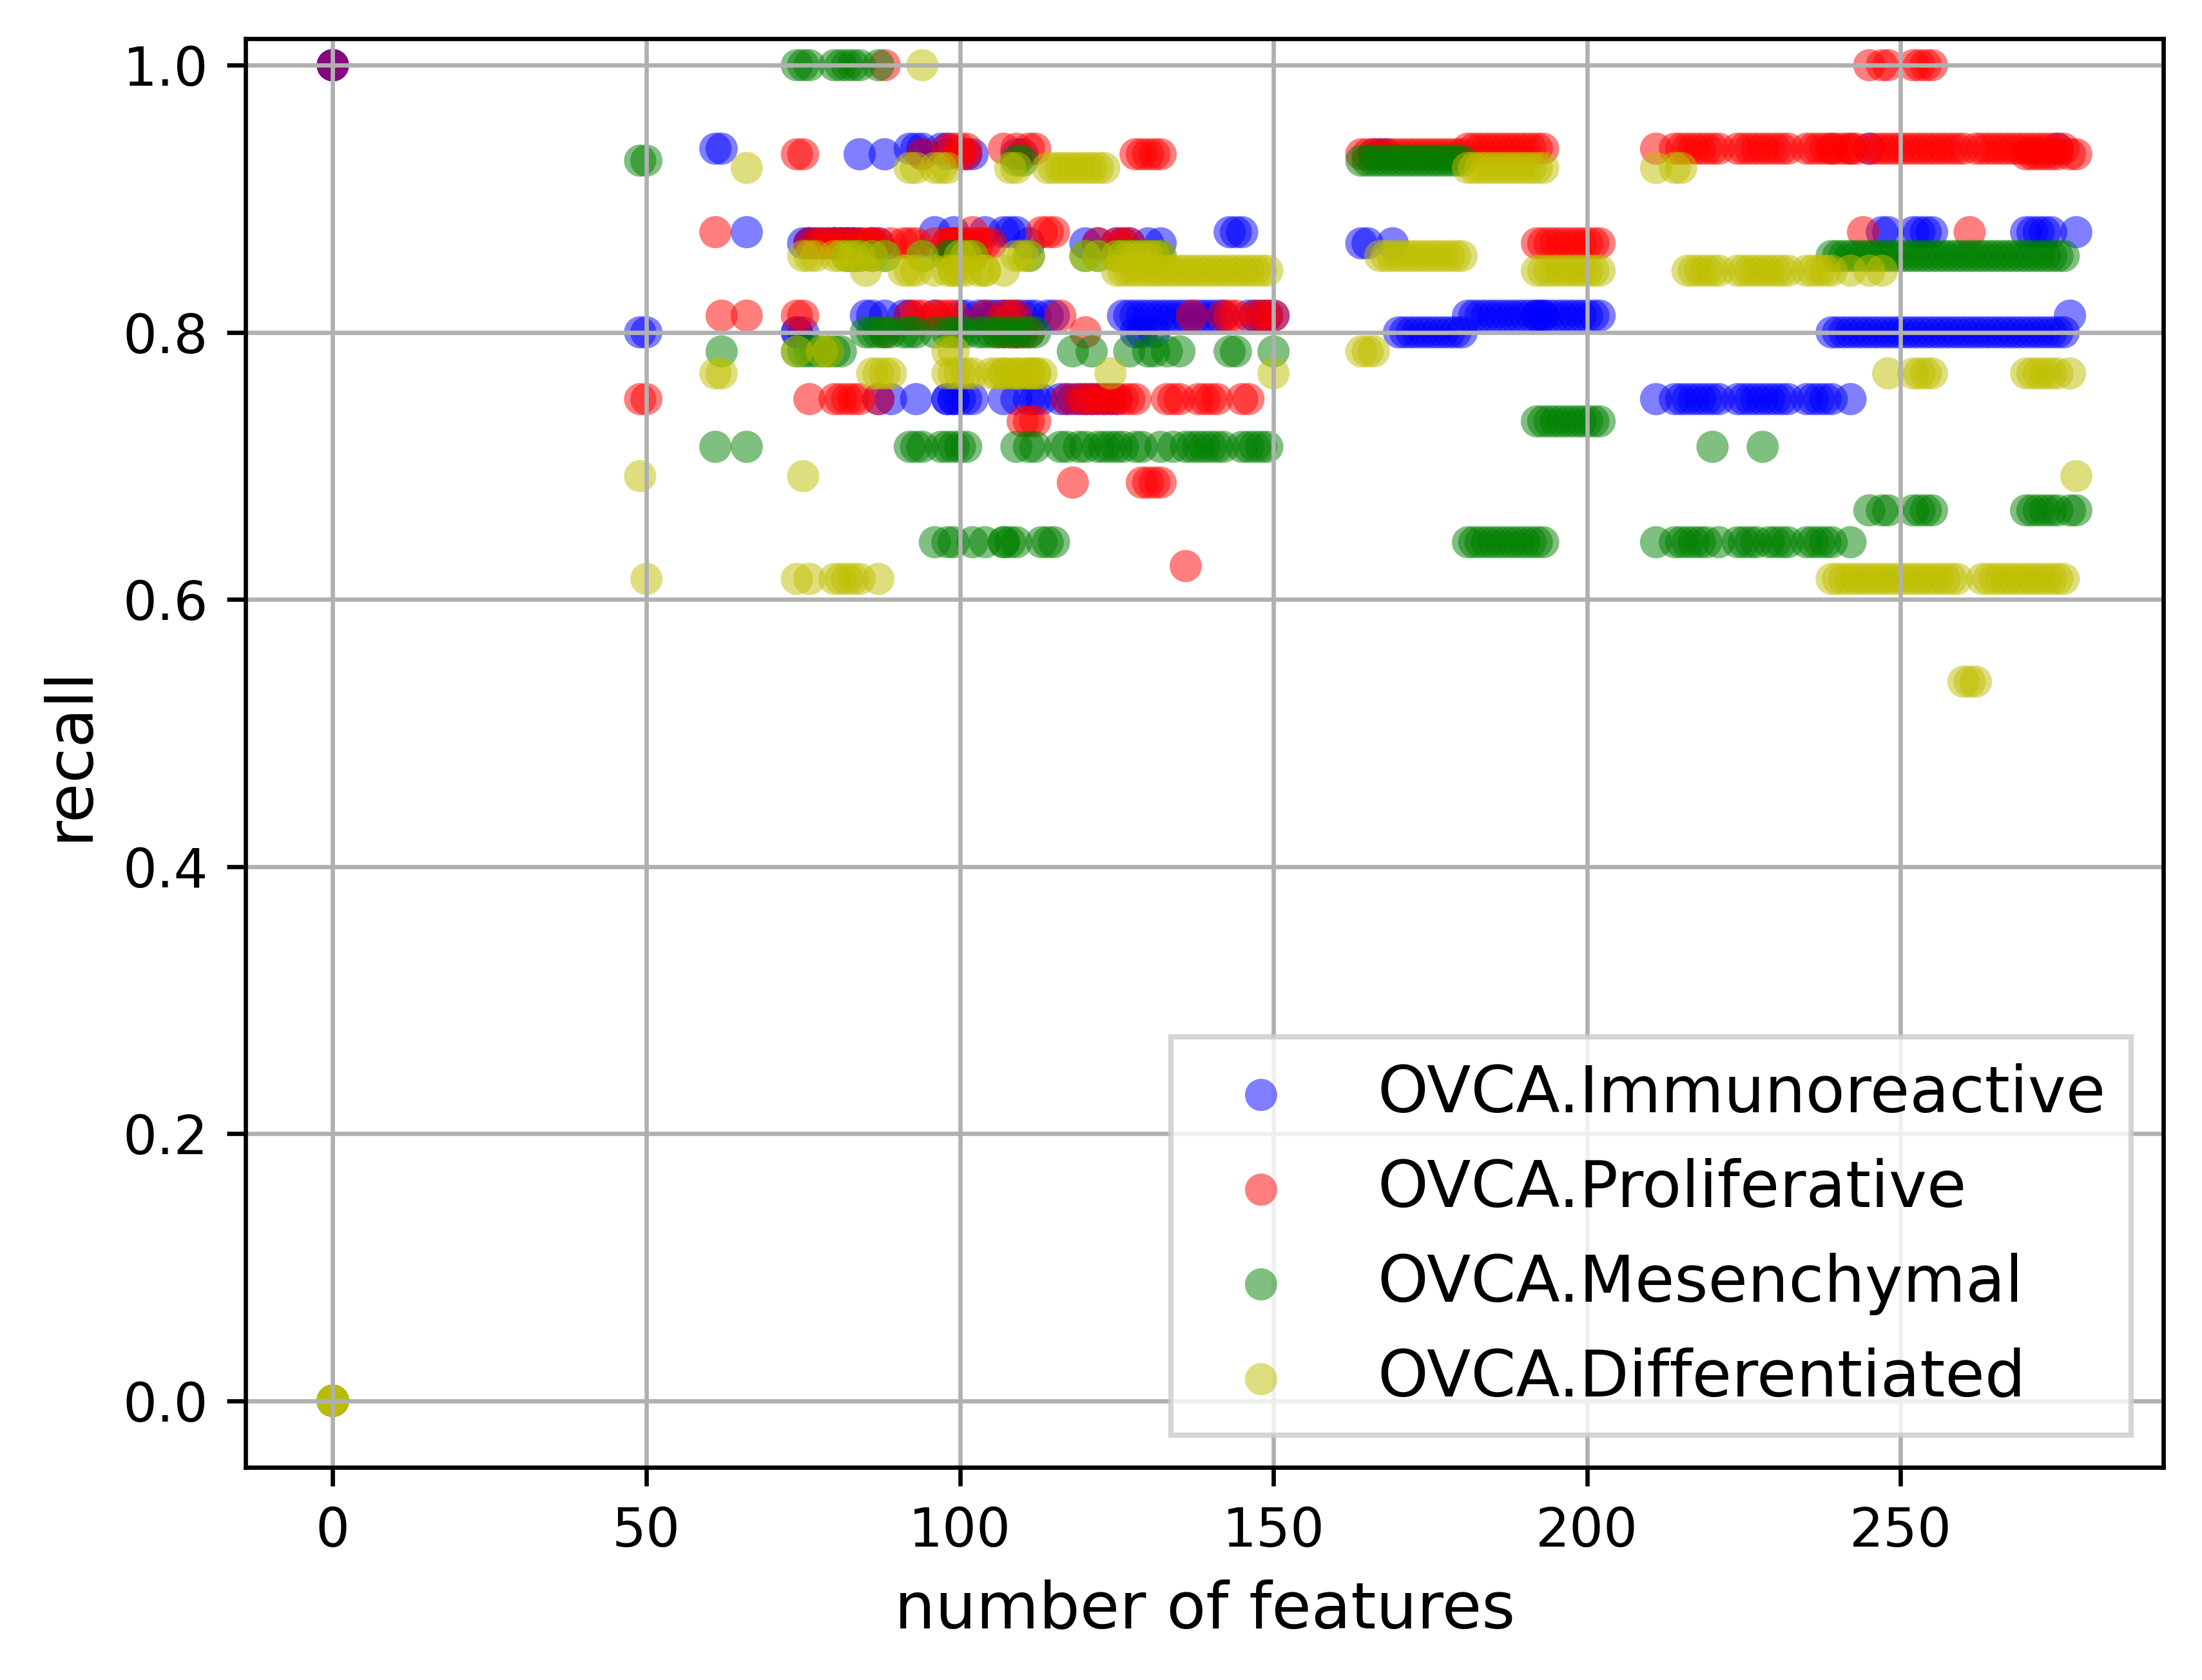 1.0
0.8
0.6
0.4
0.2
0.0
recall
OVCA.Immunoreactive
OVCA.Proliferative
OVCA.Mesenchymal
OVCA.Differentiated
0 50 100 150 200 250
number of features